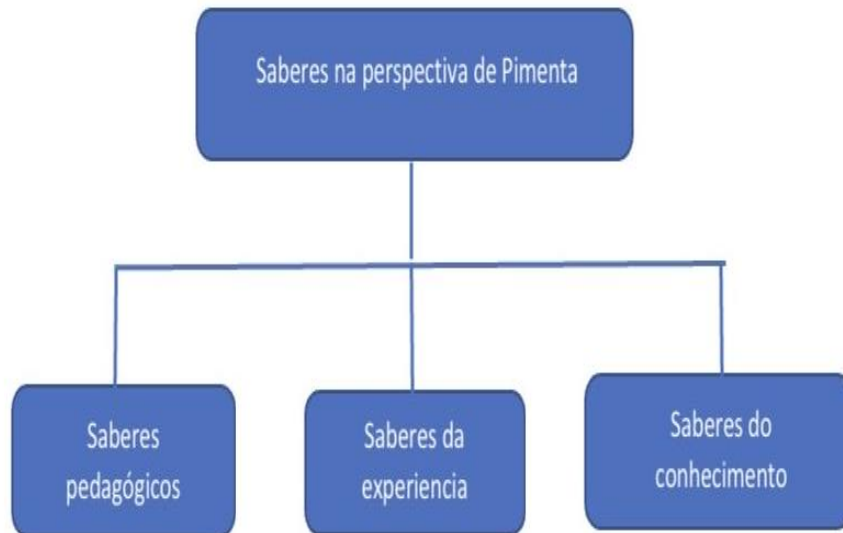 Saberes na perspectiva de Pimenta
Saberes
pedagógicos
Saberes da
experiencia
Saberes do
conhecimento